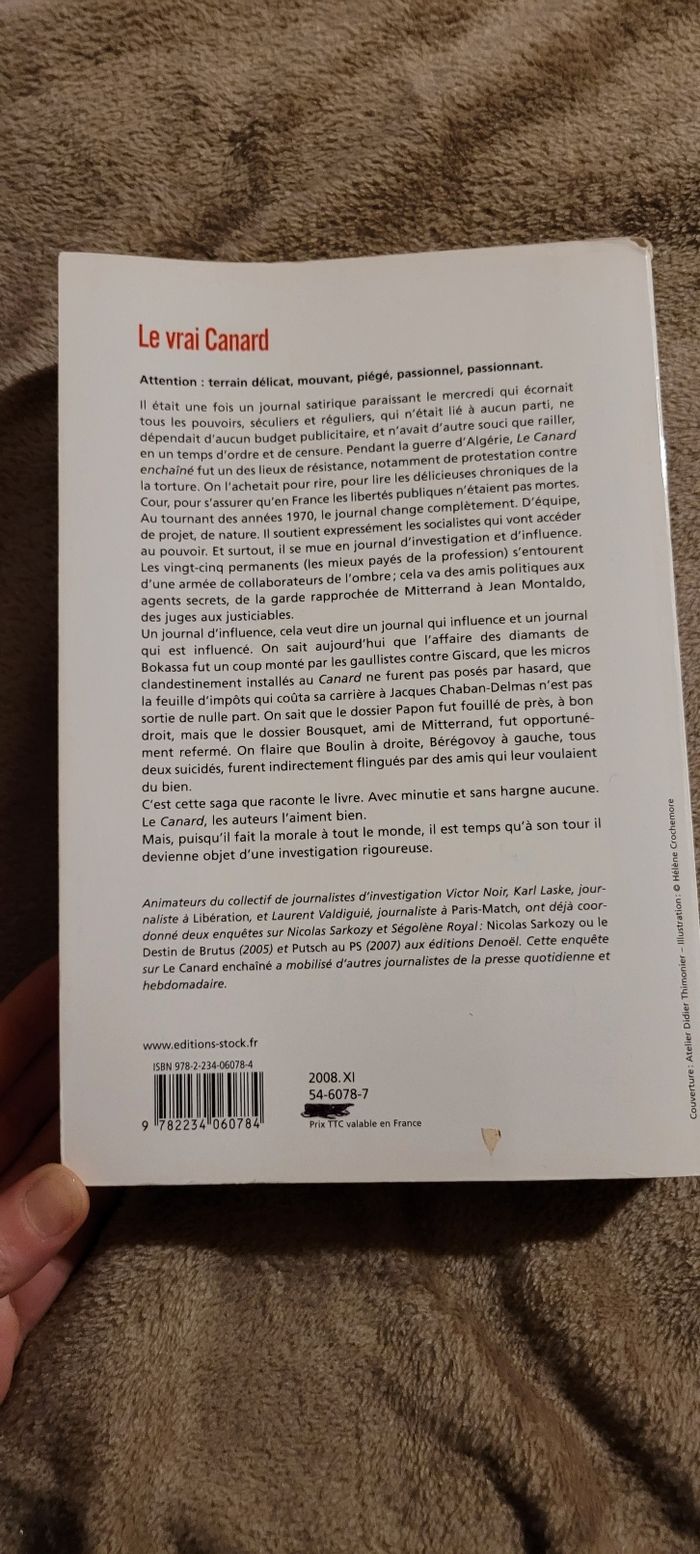 Le vrai Canard
Attention : terrain délicat, mouvant, piégé, passionnel, passionnant.
Il était une fois un journal satirique paraissant le mercredi qui écornait
tous les pouvoirs, séculiers et réguliers, qui n'était lié à aucun parti, ne
dépendait d'aucun budget publicitaire, et n'avait d'autre souci que railler,
en un temps d'ordre et de censure. Pendant la guerre d'Algérie, Le Canard
enchaîné fut un des lieux de résistance, notamment de protestation contre
la torture. On l'achetait pour rire, pour lire les délicieuses chroniques de la
Cour, pour s'assurer qu'en France les libertés publiques n'étaient pas mortes.
Au tournant des années 1970, le journal change complètement. D'équipe,
de projet, de nature. Il soutient expressément les socialistes qui vont accéder
au pouvoir. Et surtout, il se mue en journal d'investigation et d'influence.
Les vingt-cinq permanents (les mieux payés de la profession) s'entourent
d'une armée de collaborateurs de l'ombre ; cela va des amis politiques aux
agents secrets, de la garde rapprochée de Mitterrand à Jean Montaldo,
des juges aux justiciables.
Un journal d'influence, cela veut dire un journal qui influence et un journal
qui est influencé. On sait aujourd'hui que l'affaire des diamants de
Bokassa fut un coup monté par les gaullistes contre Giscard, que les micros
clandestinement installés au Canard ne furent pas posés par hasard, que
la feuille d'impôts qui coûta sa carrière à Jacques Chaban-Delmas n'est pas
sortie de nulle part. On sait que le dossier Papon fut fouillé de près, à bon
droit, mais que le dossier Bousquet, ami de Mitterrand, fut opportuné-
ment refermé. On flaire que Boulin à droite, Bérégovoy à gauche, tous
deux suicidés, furent indirectement flingués par des amis qui leur voulaient
du bien.
C'est cette saga que raconte le livre. Avec minutie et sans hargne aucune.
Le Canard, les auteurs l'aiment bien.
Mais, puisqu'il fait la morale à tout le monde, il est temps qu'à son tour il
devienne objet d'une investigation rigoureuse.
Animateurs du collectif de journalistes d'investigation Victor Noir, Karl Laske, jour-
naliste à Libération, et Laurent Valdiguié, journaliste à Paris-Match, ont déjà coor-
donné deux enquêtes sur Nicolas Sarkozy et Ségolène Royal : Nicolas Sarkozy ou le
Destin de Brutus (2005) et Putsch au PS (2007) aux éditions Denoël. Cette enquête
sur Le Canard enchaîné a mobilisé d'autres journalistes de la presse quotidienne et
hebdomadaire.
www.editions-stock.fr
ISBN 978-2-234-06078-4
9 782234 060784
2008.XI
54-6078-7
Prix TTC valable en France
Couverture : Atelier Didier Thimonier – Illustration : © Hélène Crochemore